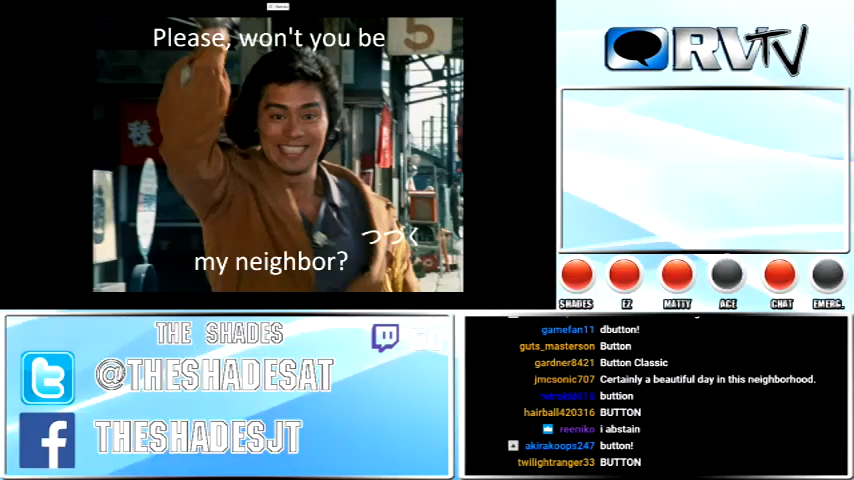 Please, won't you be
5
つづく
my neighbor?
RVTV
SHADES
EZ
MATTY
ACE
CHAT
EMERG.
THE SHADES
@THESHADESAT
THESHADESJT
gamefan11 dbutton!
guts_masterson Button
gardner8421 Button Classic
jmcsonic707 Certainly a beautiful day in this neighborhood.
buttion
hairball420316 BUTTON
reeniko i abstain
akirakoops247 button!
twilightranger33 BUTTON